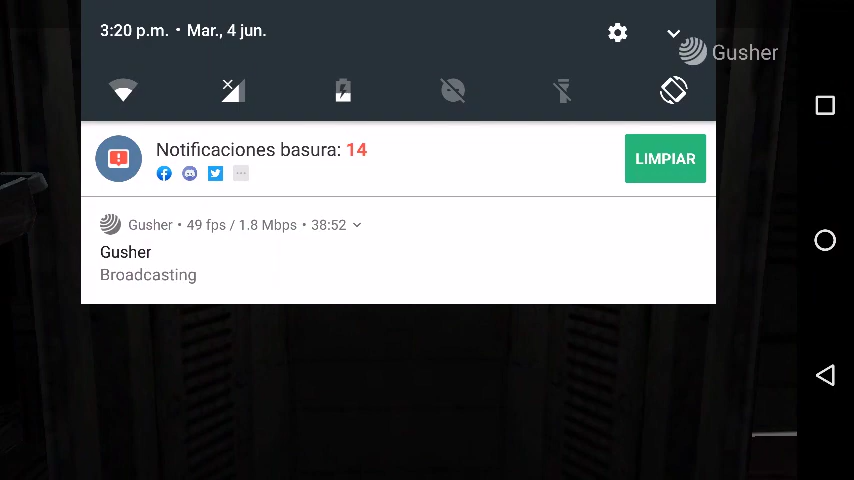 3:20 p.m. • Mar., 4 jun.
Gusher
Notificaciones basura: 14
LIMPIAR
Gusher • 49 fps / 1.8 Mbps • 38:52
Gusher
Broadcasting